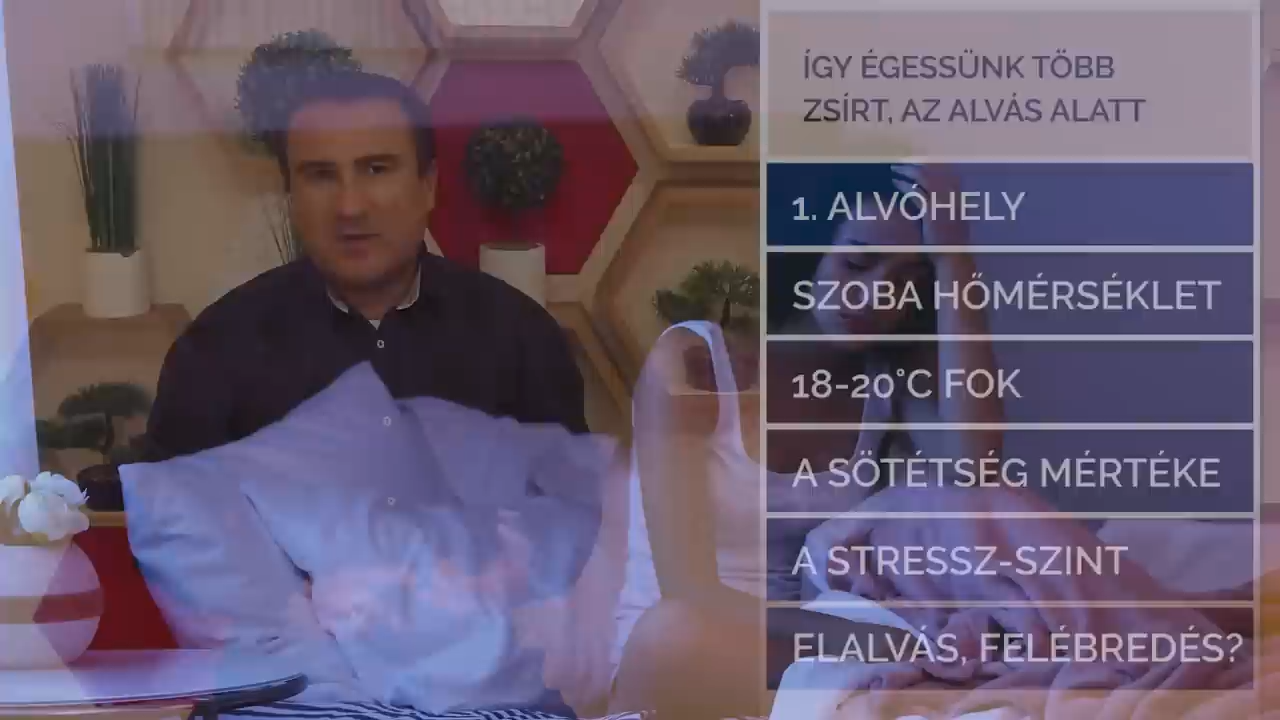 ÍGY ÉGESSÜNK TÖBB
ZSÍRT, AZ ALVÁS ALATT
1. ALVÓHELY
SZOBA HŐMÉRSÉKLET
18-20°C FOK
A SÖTÉTSÉG MÉRTÉKE
A STRESSZ-SZINT
ELALVÁS, FELÉBREDÉS?